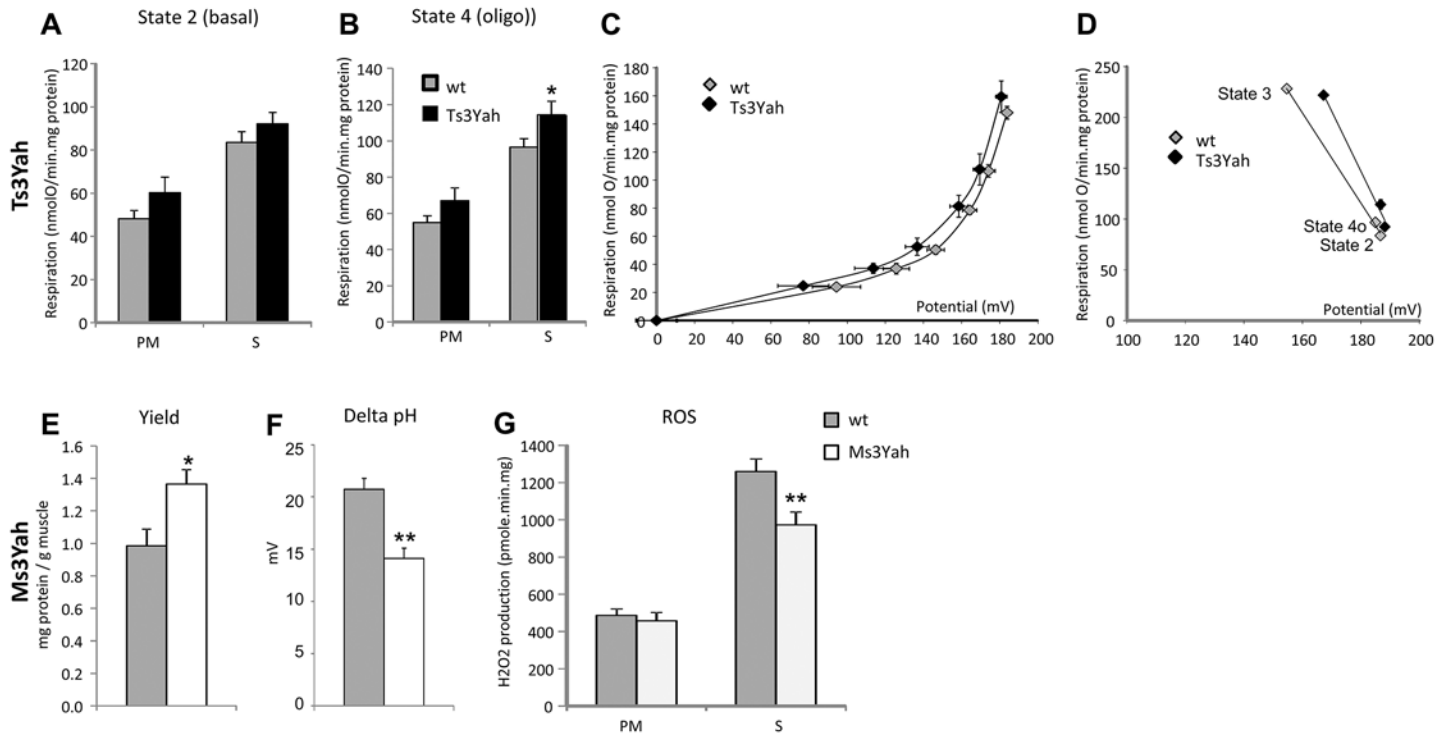 A
State 2 (basal)
Ts3Yah
Respiration (nmolO/min.mg protein)
120
100
80
60
40
20
0
PM
S
B
State 4 (oligo))
Respiration (nmolO/min.mg protein)
140
120
100
80
60
40
20
0
wt
Ts3Yah
*
PM
S
C
Respiration (nmol O/min.mg protein)
180
160
140
120
100
80
60
40
20
0
wt
Ts3Yah
Potential (mV)
0 20 40 60 80 100 120 140 160 180 200
D
Respiration (nmol O/min.mg protein)
250
200
150
100
50
0
State 3
wt
Ts3Yah
State 4o
State 2
Potential (mV)
100 120 140 160 180 200
E
Yield
Ms3Yah
mg protein / g muscle
1.6
1.4
1.2
1.0
0.8
0.6
0.4
0.2
0.0
*
F
Delta pH
mV
25
20
15
10
5
0
**
G
ROS
H2O2 production (pmole.min.mg)
1400
1200
1000
800
600
400
200
0
**
PM
S
wt
Ms3Yah